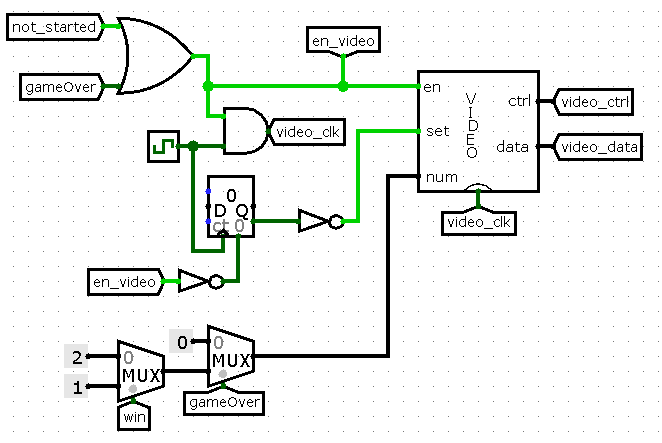 not_started
en_video
gameOver
en
ctrl
video_ctrl
video_clk
set
VIDEO
data
video_data
num
0
D Q
ct 0
video_clk
en_video
0
0
2
0
MUX
MUX
1
gameOver
win